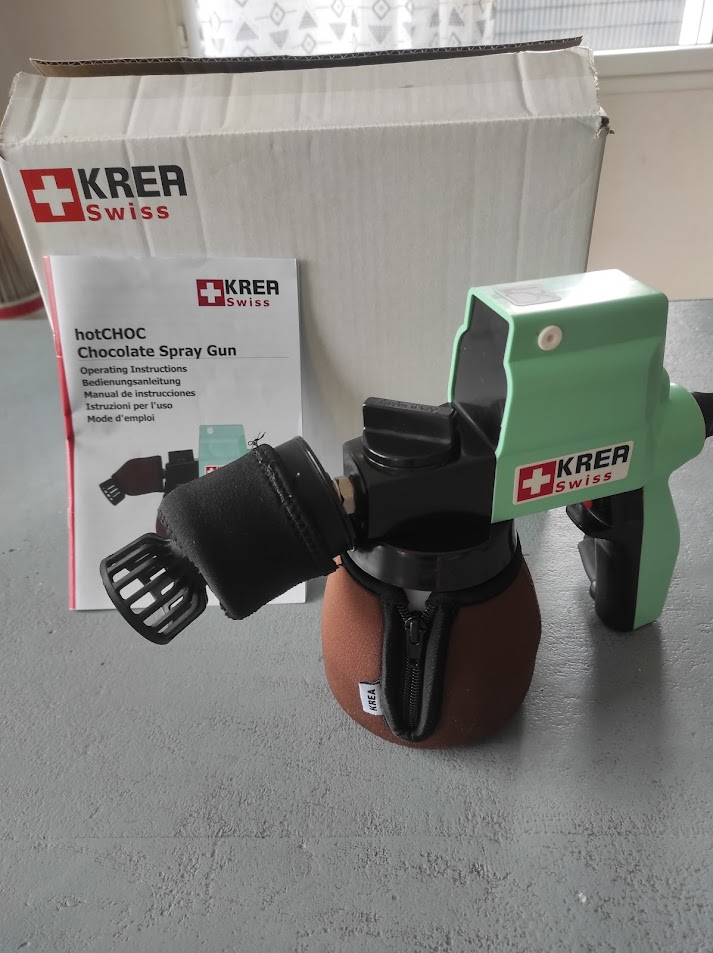 KREA
Swiss
KREA
Swiss
hotCHOC
Chocolate Spray Gun
Operating Instructions
Bedienungsanleitung
Manual de instrucciones
Istruzioni per l'uso
Mode d'emploi
KREA
Swiss
KREA